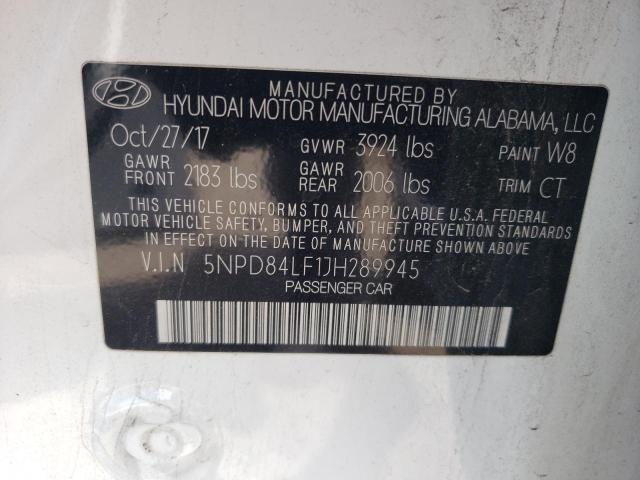 MANUFACTURED BY
HYUNDAI MOTOR MANUFACTURING ALABAMA, LLC
Oct/27/17 GVWR 3924 lbs PAINT W8
GAWR FRONT 2183 lbs GAWR REAR 2006 lbs TRIM CT
THIS VEHICLE CONFORMS TO ALL APPLICABLE U.S.A. FEDERAL
MOTOR VEHICLE SAFETY, BUMPER, AND THEFT PREVENTION STANDARDS
IN EFFECT ON THE DATE OF MANUFACTURE SHOWN ABOVE
V.I.N 5NPD84LF1JH289945
PASSENGER CAR